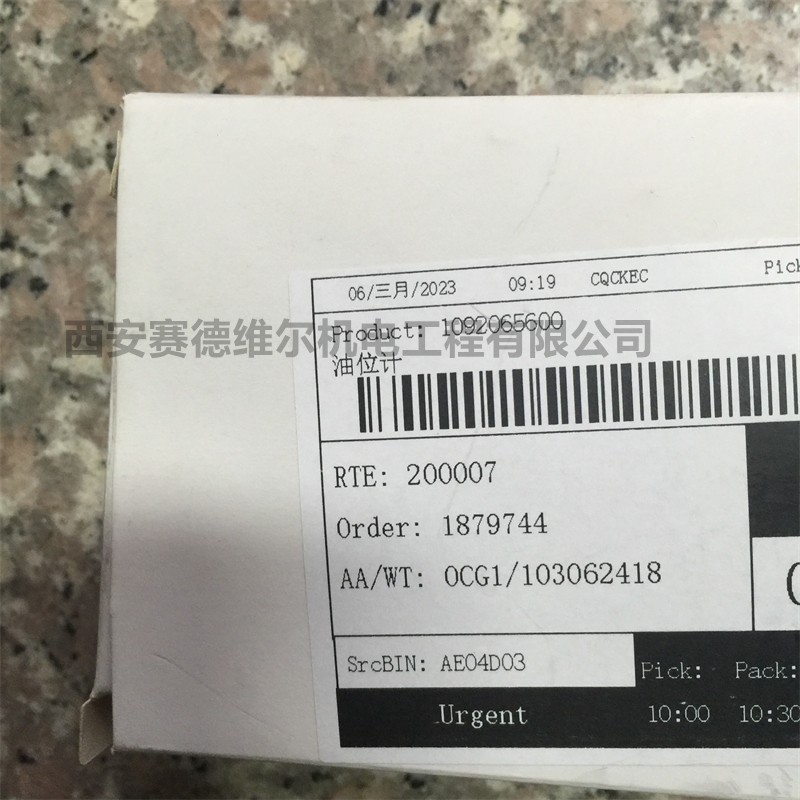 06/三月/2023 09:19 CQCKEC Pick
Product: 1092065600
西安赛德维尔机电工程有限公司
油位计
RTE: 200007
Order: 1879744
AA/WT: OCG1/103062418
SrcBIN: AE04D03
Pick: Pack:
Urgent 10:00 10:30